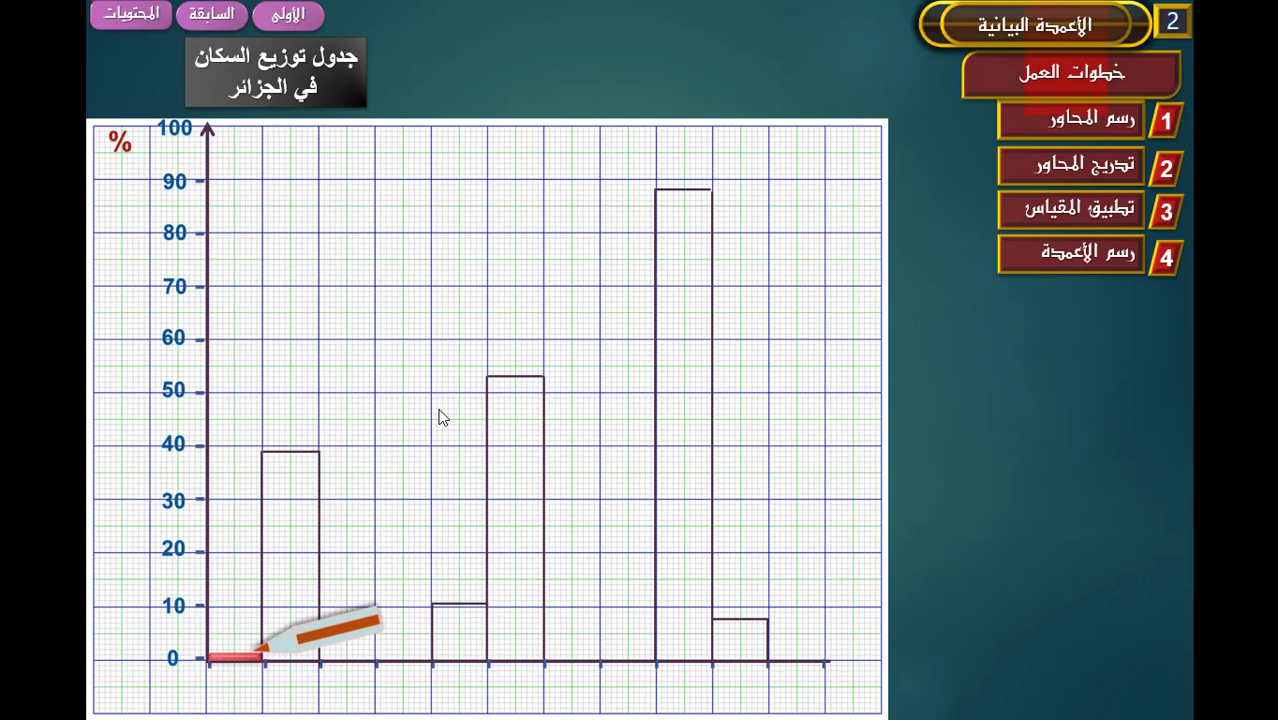 2
الأعمدة البيانية
خطوات العمل
1 رسم المحاور
2 تدريج المحاور
3 تطبيق المقياس
4 رسم الأعمدة
الأولى
السابقة
المحتويات
جدول توزيع السكان
في الجزائر
%
100
90
80
70
60
50
40
30
20
10
0